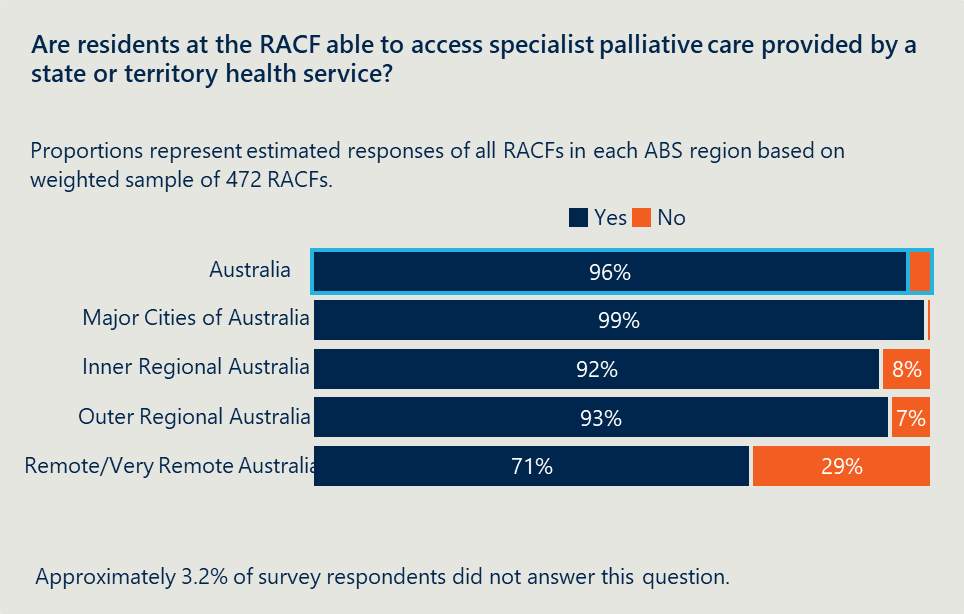 Are residents at the RACF able to access specialist palliative care provided by a
state or territory health service?
Proportions represent estimated responses of all RACFs in each ABS region based on
weighted sample of 472 RACFs.
Yes No
Australia 96%
Major Cities of Australia 99%
Inner Regional Australia 92% 8%
Outer Regional Australia 93% 7%
Remote/Very Remote Australia 71% 29%
Approximately 3.2% of survey respondents did not answer this question.